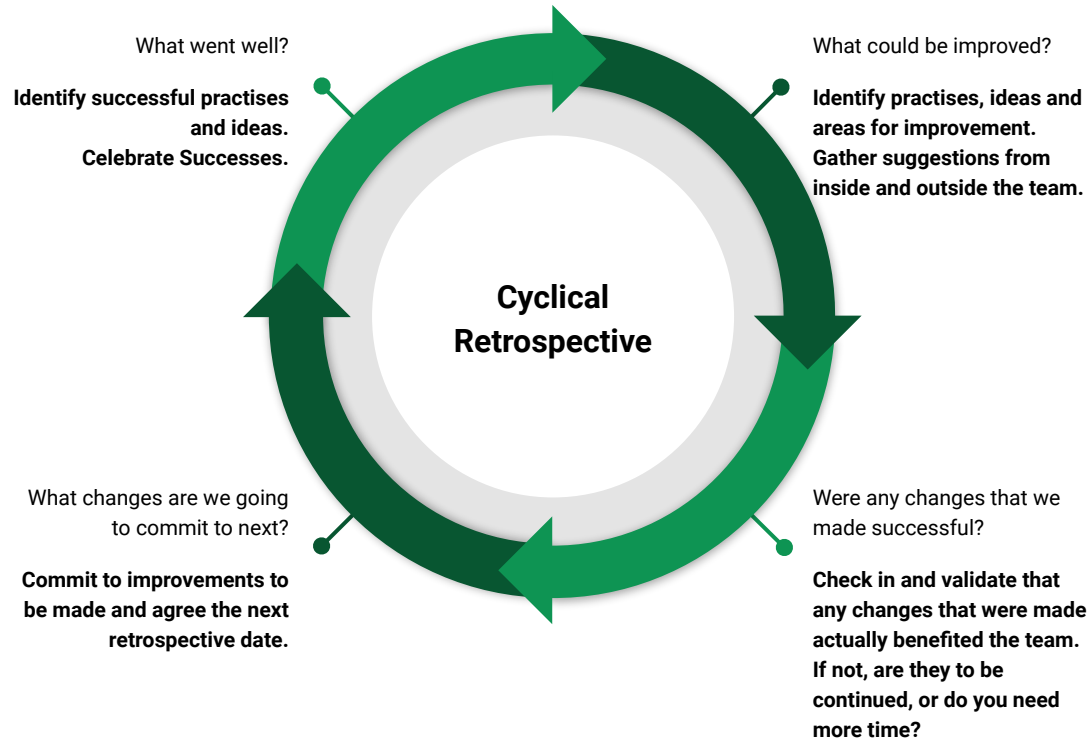 What went well?
Identify successful practises
and ideas.
Celebrate Successes.
What could be improved?
Identify practises, ideas and
areas for improvement.
Gather suggestions from
inside and outside the team.
Cyclical
Retrospective
What changes are we going
to commit to next?
Commit to improvements to
be made and agree the next
retrospective date.
Were any changes that we
made successful?
Check in and validate that
any changes that were made
actually benefited the team.
If not, are they to be
continued, or do you need
more time?